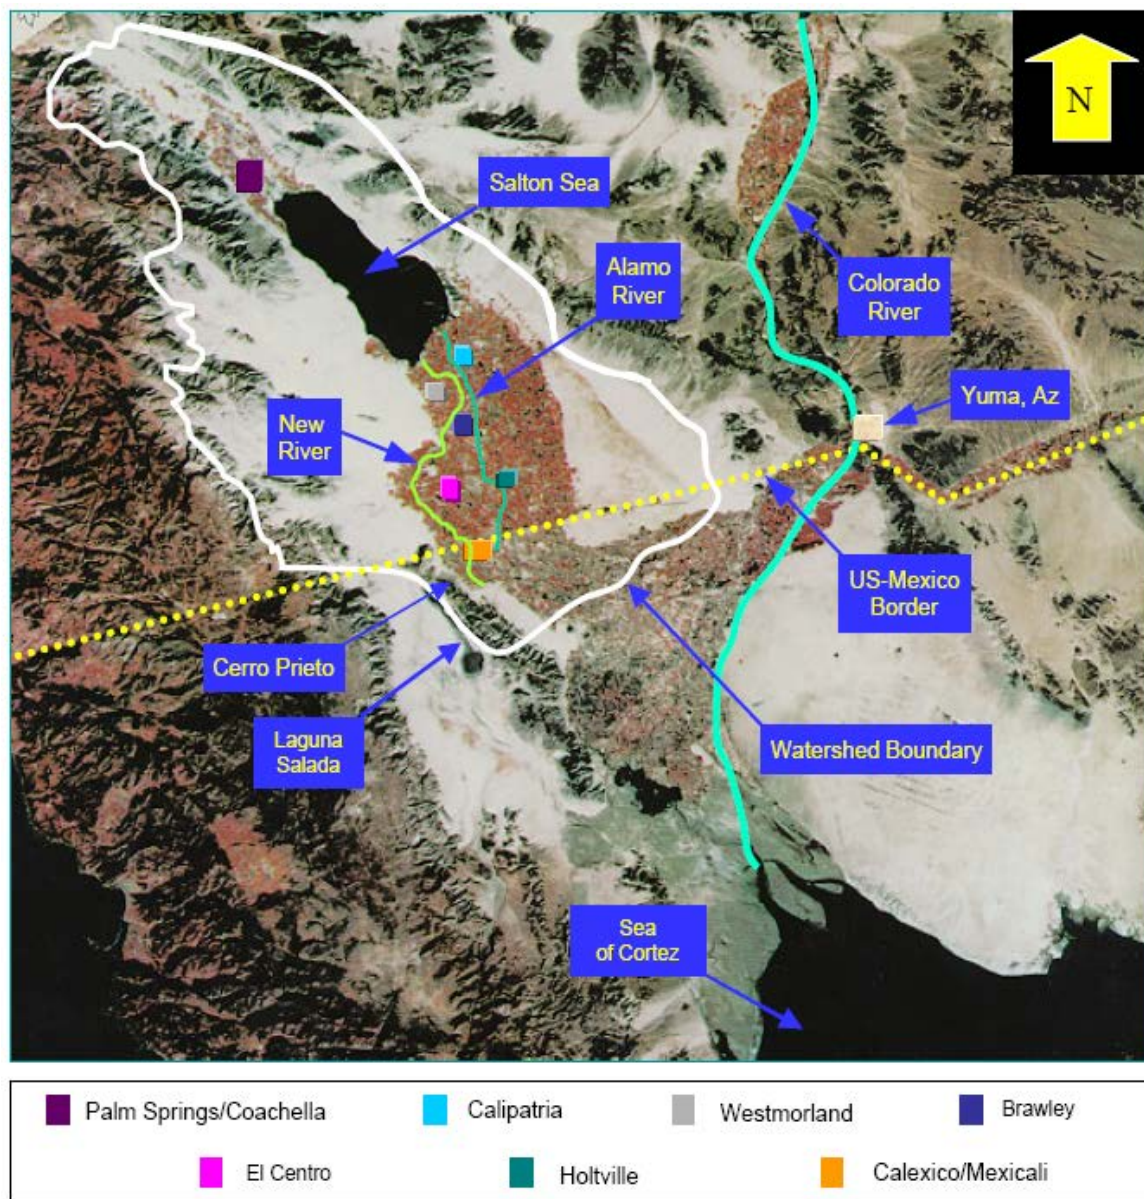 N
Salton Sea
Alamo
River
Colorado
River
Yuma, Az
New
River
US-Mexico
Border
Cerro Prieto
Laguna
Salada
Watershed Boundary
Sea
of Cortez
Palm Springs/Coachella
Calipatria
Westmorland
Brawley
El Centro
Holtville
Calexico/Mexicali